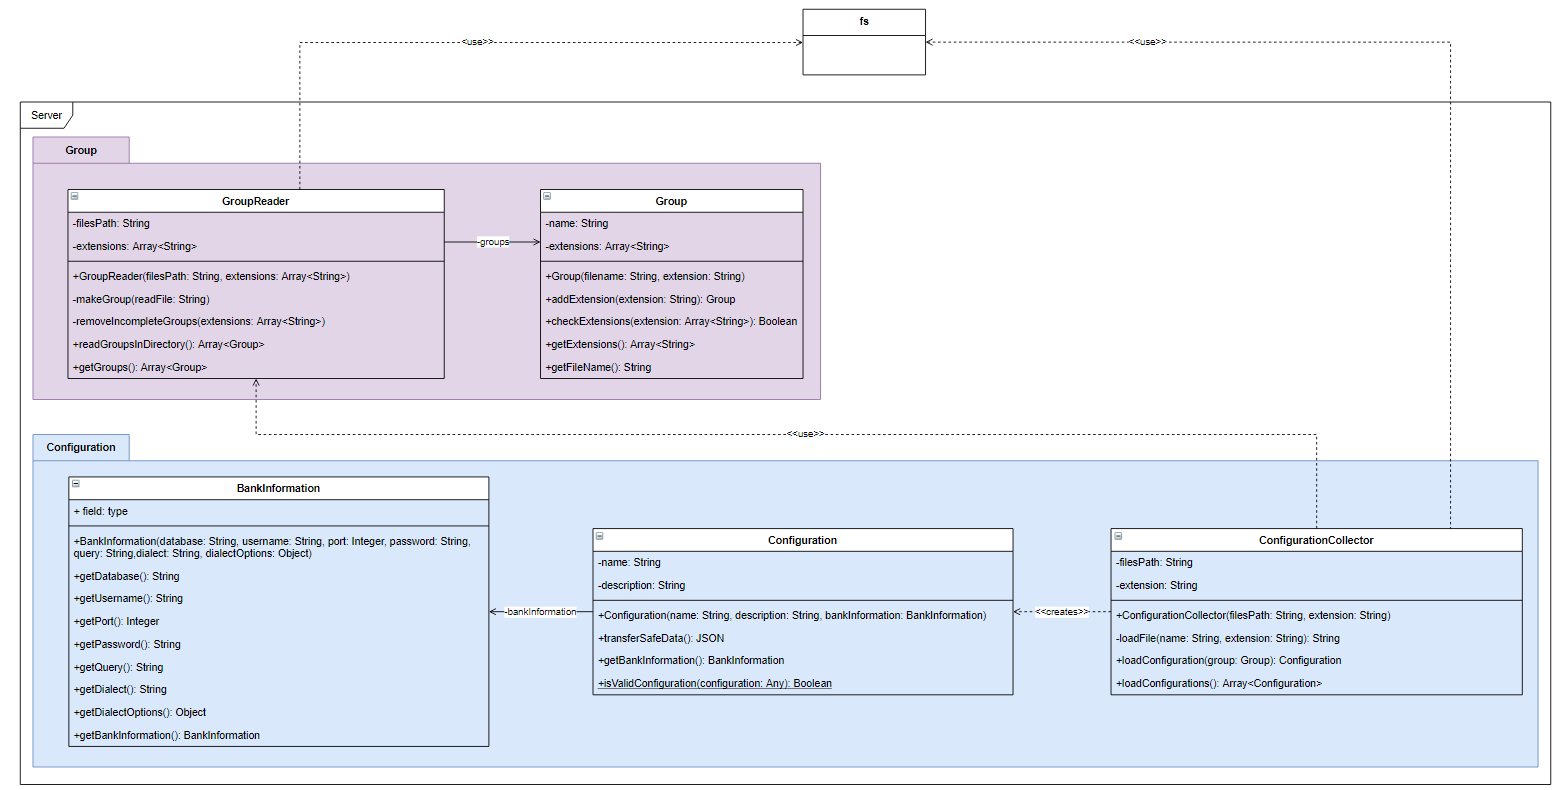 fs
<use>>
<<use>>
Server
Group
GroupReader
-filesPath: String
-extensions: Array<String>
+GroupReader(filesPath: String, extensions: Array<String>)
-makeGroup(readFile: String)
-removeIncompleteGroups(extensions: Array<String>)
+readGroupsInDirectory(): Array<Group>
+getGroups(): Array<Group>
-groups
Group
-name: String
-extensions: Array<String>
+Group(filename: String, extension: String)
+addExtension(extension: String): Group
+checkExtensions(extension: Array<String>): Boolean
+getExtensions(): Array<String>
+getFileName(): String
<<use>>
Configuration
BankInformation
+ field: type
+BankInformation(database: String, username: String, port: Integer, password: String,
query: String,dialect: String, dialectOptions: Object)
+getDatabase(): String
+getUsername(): String
+getPort(): Integer
+getPassword(): String
+getQuery(): String
+getDialect(): String
+getDialectOptions(): Object
+getBankInformation(): BankInformation
-bankInformation
Configuration
-name: String
-description: String
+Configuration(name: String, description: String, bankInformation: BankInformation)
+transferSafeData(): JSON
+getBankInformation(): BankInformation
+isValidConfiguration(configuration: Any): Boolean
<<creates>>
ConfigurationCollector
-filesPath: String
-extension: String
+ConfigurationCollector(filesPath: String, extension: String)
-loadFile(name: String, extension: String): String
+loadConfiguration(group: Group): Configuration
+loadConfigurations(): Array<Configuration>